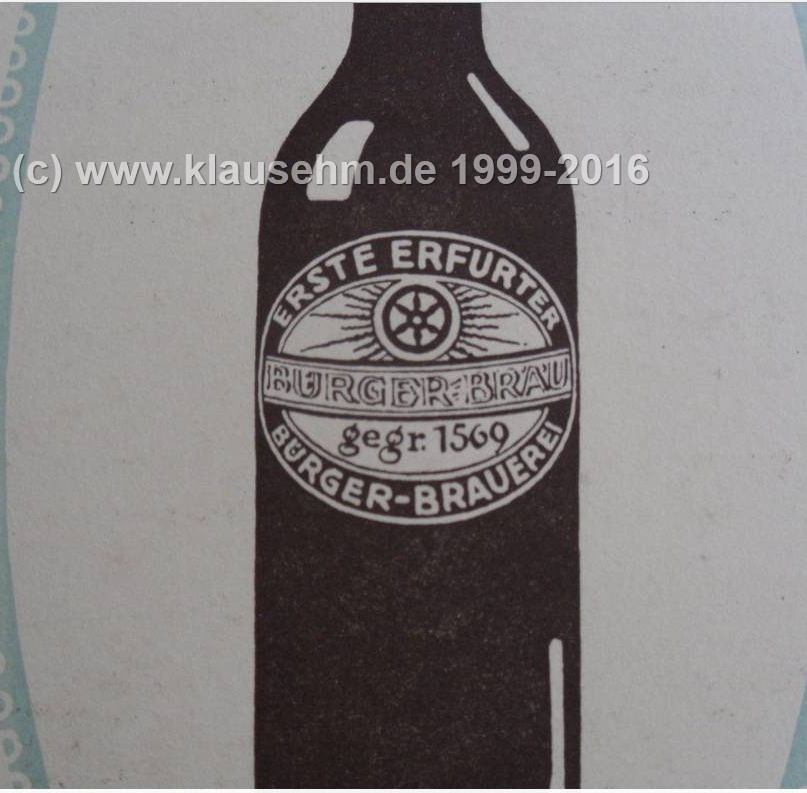 (c) www.klausehm.de 1999-2016
ERSTE ERFURTER
BÜRGER-BRÄU
gegr. 1569
BÜRGER-BRAUEREI